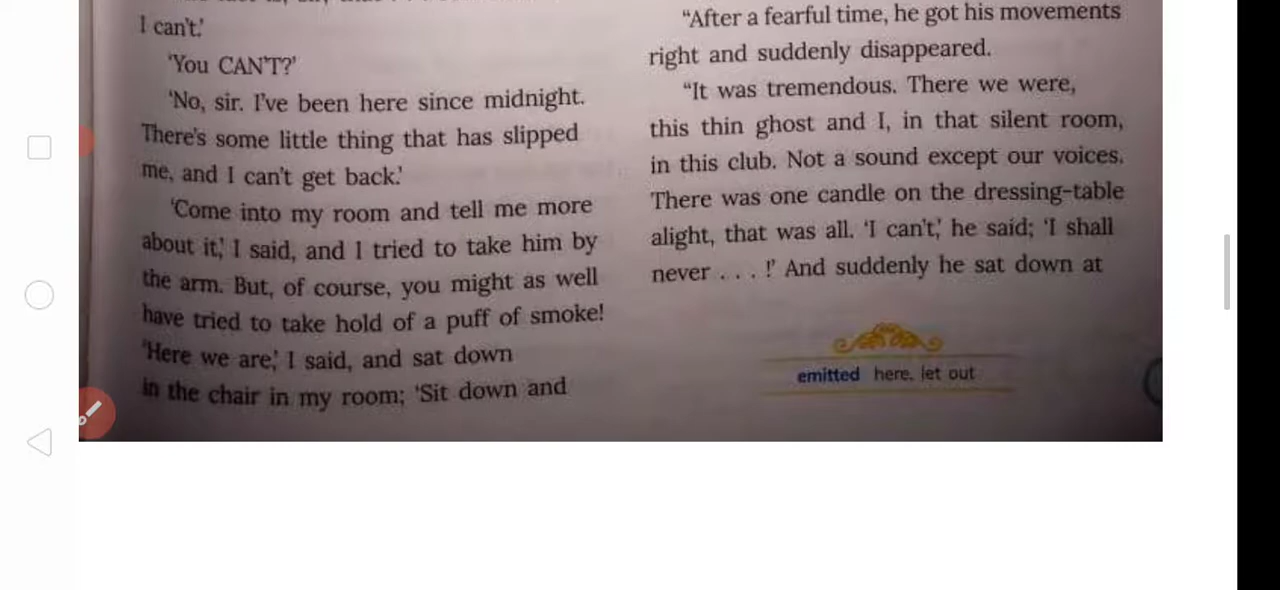 I can't.'
'You CAN'T?'
'No, sir. I've been here since midnight.
There's some little thing that has slipped
me, and I can't get back.'
'Come into my room and tell me more
about it,' I said, and I tried to take him by
the arm. But, of course, you might as well
have tried to take hold of a puff of smoke!
'Here we are,' I said, and sat down
in the chair in my room; 'Sit down and
"After a fearful time, he got his movements
right and suddenly disappeared.
"It was tremendous. There we were,
this thin ghost and I, in that silent room,
in this club. Not a sound except our voices.
There was one candle on the dressing-table
alight, that was all. 'I can't,' he said; 'I shall
never . . . !' And suddenly he sat down at
emitted here, let out